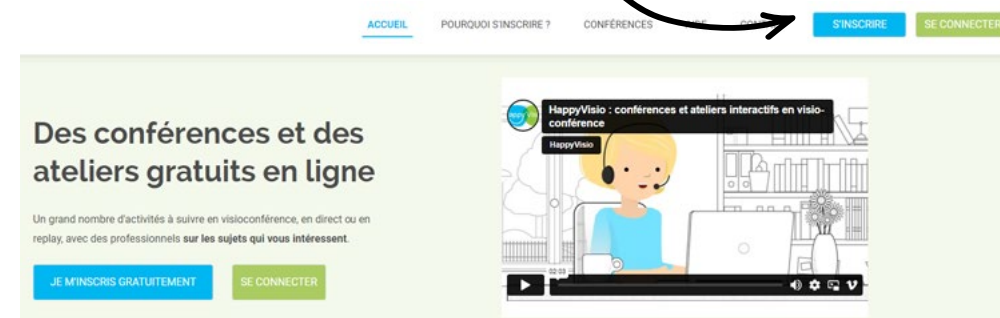 ACCUEIL POURQUOI S'INSCRIRE ? CONFÉRENCES S'INSCRIRE SE CONNECTER
Des conférences et des
ateliers gratuits en ligne
Un grand nombre d'activités à suivre en visioconférence, en direct ou en
replay, avec des professionnels sur les sujets qui vous intéressent.
JE M'INSCRIS GRATUITEMENT SE CONNECTER
HappyVisio : conférences et ateliers interactifs en visio-
conférence
HappyVisio
02:03